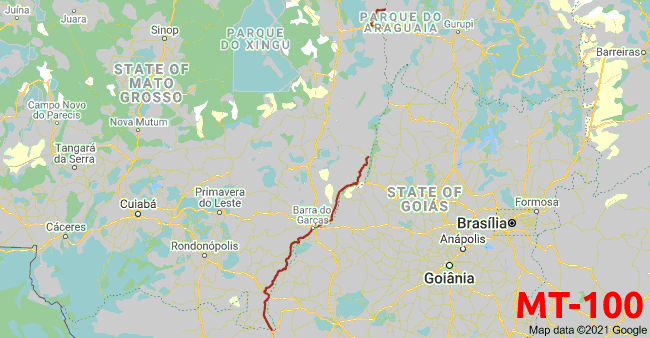 Juína
Juara
Sinop
PARQUE
DO XINGU
PARQUE DO
ARAGUAIA
Gurupi
Barreiras
STATE OF
MATO
GROSSO
Campo Novo
do Parecis
Nova Mutum
Tangará
da Serra
Primavera
do Leste
Cuiabá
Cáceres
Rondonópolis
Barra do
Garças
STATE OF
GOIÁS
Formosa
Brasília
Anápolis
Goiânia
MT-100
Map data ©2021 Google